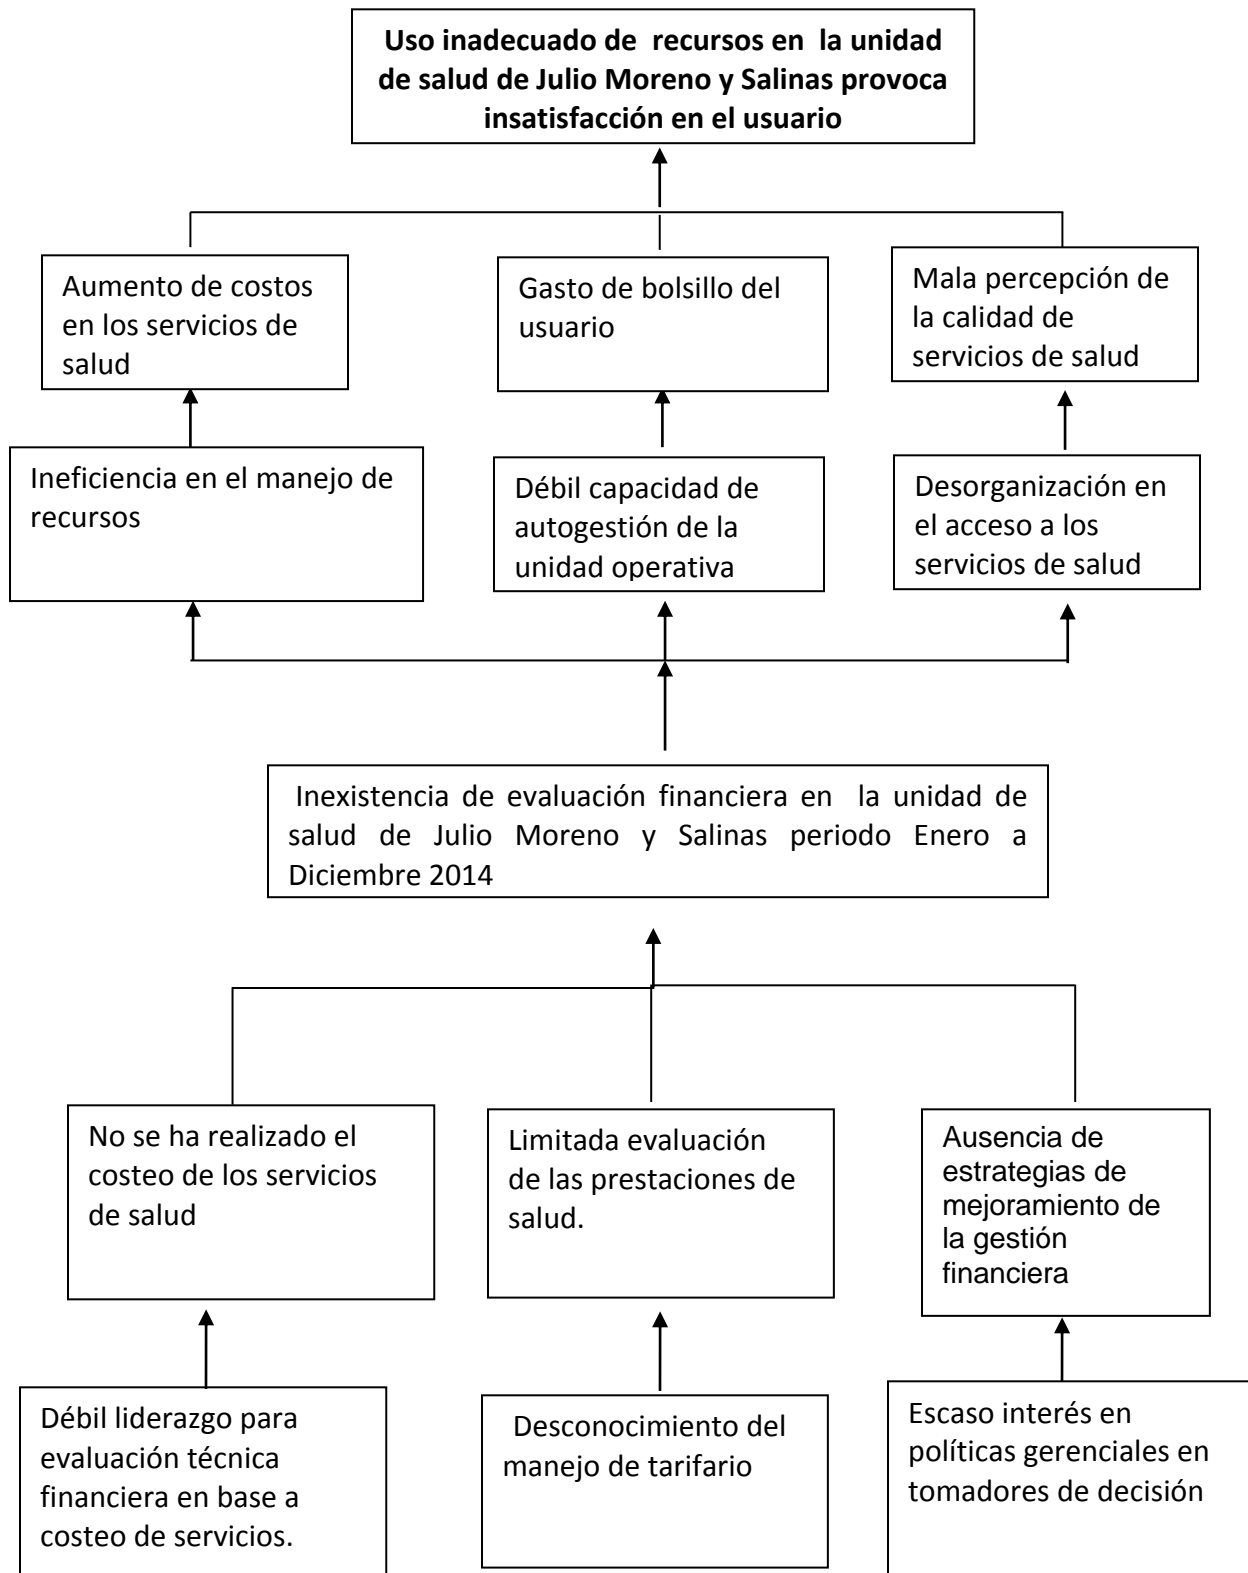 Uso inadecuado de recursos en la unidad
de salud de Julio Moreno y Salinas provoca
insatisfacción en el usuario
Aumento de costos
en los servicios de
salud
Gasto de bolsillo del
usuario
Mala percepción de
la calidad de
servicios de salud
Ineficiencia en el manejo de
recursos
Débil capacidad de
autogestión de la
unidad operativa
Desorganización en
el acceso a los
servicios de salud
Inexistencia de evaluación financiera en la unidad de
salud de Julio Moreno y Salinas periodo Enero a
Diciembre 2014
No se ha realizado el
costeo de los servicios
de salud
Limitada evaluación
de las prestaciones de
salud.
Ausencia de
estrategias de
mejoramiento de
la gestión
financiera
Débil liderazgo para
evaluación técnica
financiera en base a
costeo de servicios.
Desconocimiento del
manejo de tarifario
Escaso interés en
políticas gerenciales en
tomadores de decisión